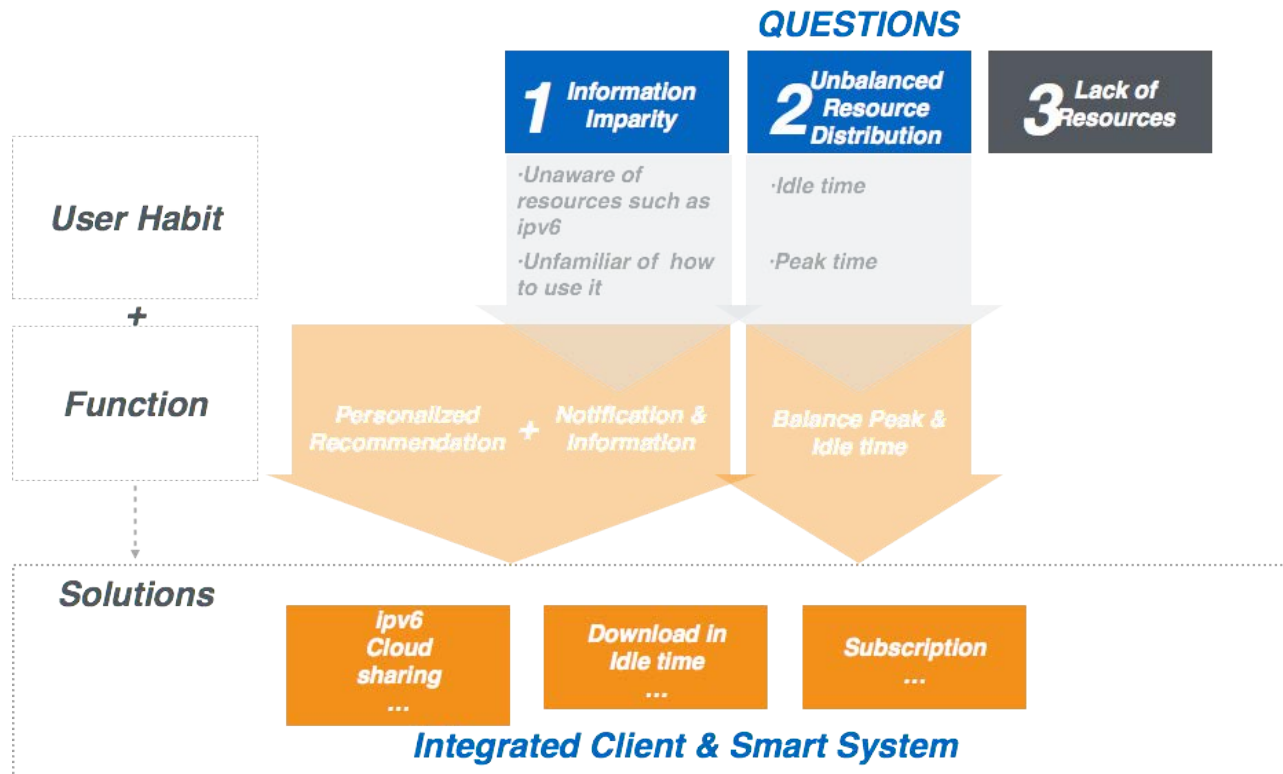 QUESTIONS
1 Information
Imparity
2 Unbalanced
Resource
Distribution
3 Lack of
Resources
User Habit
·Unaware of
resources such as
ipv6
·Unfamiliar of how
to use it
·Idle time
·Peak time
+
Function
Personalized
Recommendation
+
Notification &
Information
Balance Peak &
Idle time
Solutions
ipv6
Cloud
sharing
...
Download in
Idle time
...
Subscription
...
Integrated Client & Smart System